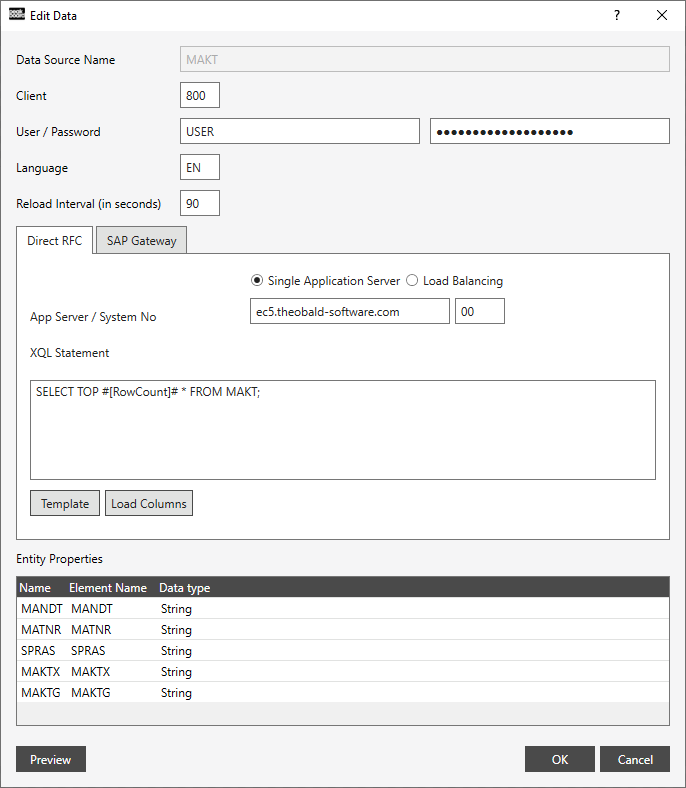 peak board Edit Data ?
Data Source Name MAKT
Client 800
User / Password USER ●●●●●●●●●●●●●●●●●●●
Language EN
Reload Interval (in seconds) 90
Direct RFC SAP Gateway
Single Application Server Load Balancing
App Server / System No ec5.theobald-software.com 00
XQL Statement
SELECT TOP #[RowCount]# * FROM MAKT;
Template Load Columns
Entity Properties
Name Element Name Data type
MANDT MANDT String
MATNR MATNR String
SPRAS SPRAS String
MAKTX MAKTX String
MAKTG MAKTG String
Preview OK Cancel